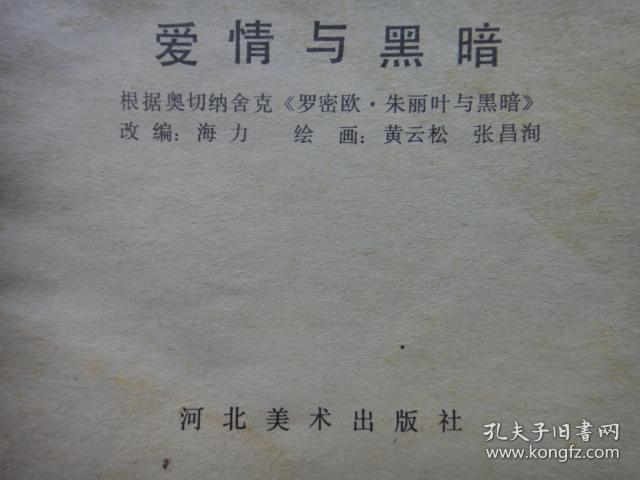 爱情与黑暗
根据奥切纳舍克《罗密欧·朱丽叶与黑暗》
改编：海力 绘画：黄云松 张昌洵
河北美术出版社
孔夫子旧书网
www.kongfz.com